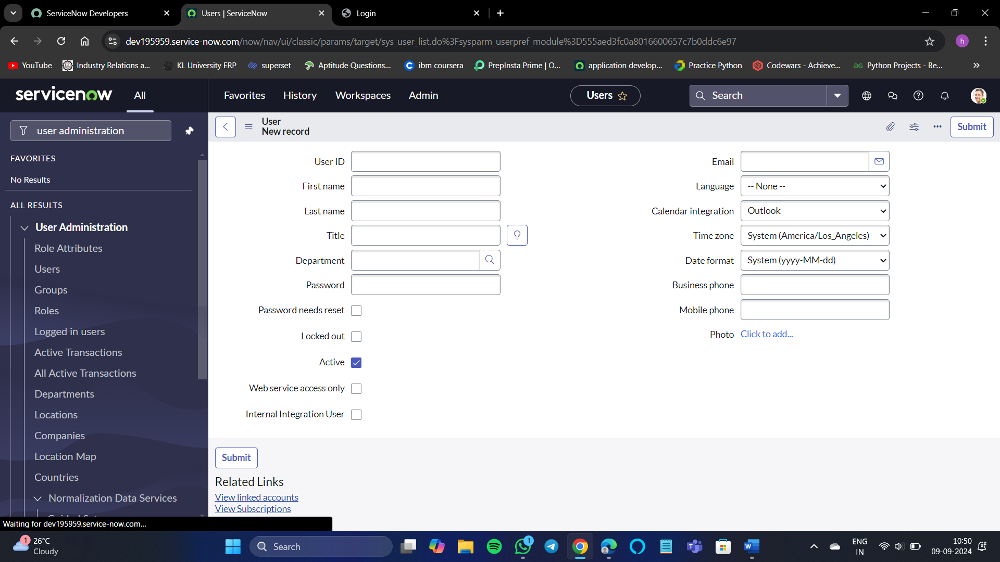 ServiceNow Developers
Users | ServiceNow
Login
dev195959.service-now.com/now/nav/ui/classic/params/target/sys_user_list.do%3Fsysparm_userpref_module%3D555aed3fc0a8016600657c7b0ddc6e97
h
YouTube
Industry Relations a...
KL University ERP
superset
Aptitude Questions...
ibm coursera
PrepInsta Prime | O...
application develop...
Practice Python
Codewars - Achieve...
Python Projects - Be...
servicenow
All
Favorites
History
Workspaces
Admin
Users
Search
user administration
User
New record
Submit
FAVORITES
No Results
ALL RESULTS
User Administration
Role Attributes
Users
Groups
Roles
Logged in users
Active Transactions
All Active Transactions
Departments
Locations
Companies
Location Map
Countries
Normalization Data Services
User ID
First name
Last name
Title
Department
Password
Password needs reset
Locked out
Active
Web service access only
Internal Integration User
Email
Language -- None --
Calendar integration Outlook
Time zone System (America/Los_Angeles)
Date format System (yyyy-MM-dd)
Business phone
Mobile phone
Photo Click to add...
Submit
Related Links
View linked accounts
View Subscriptions
Waiting for dev195959.service-now.com...
1
26°C
Cloudy
Search
1
ENG
IN
10:50
09-09-2024